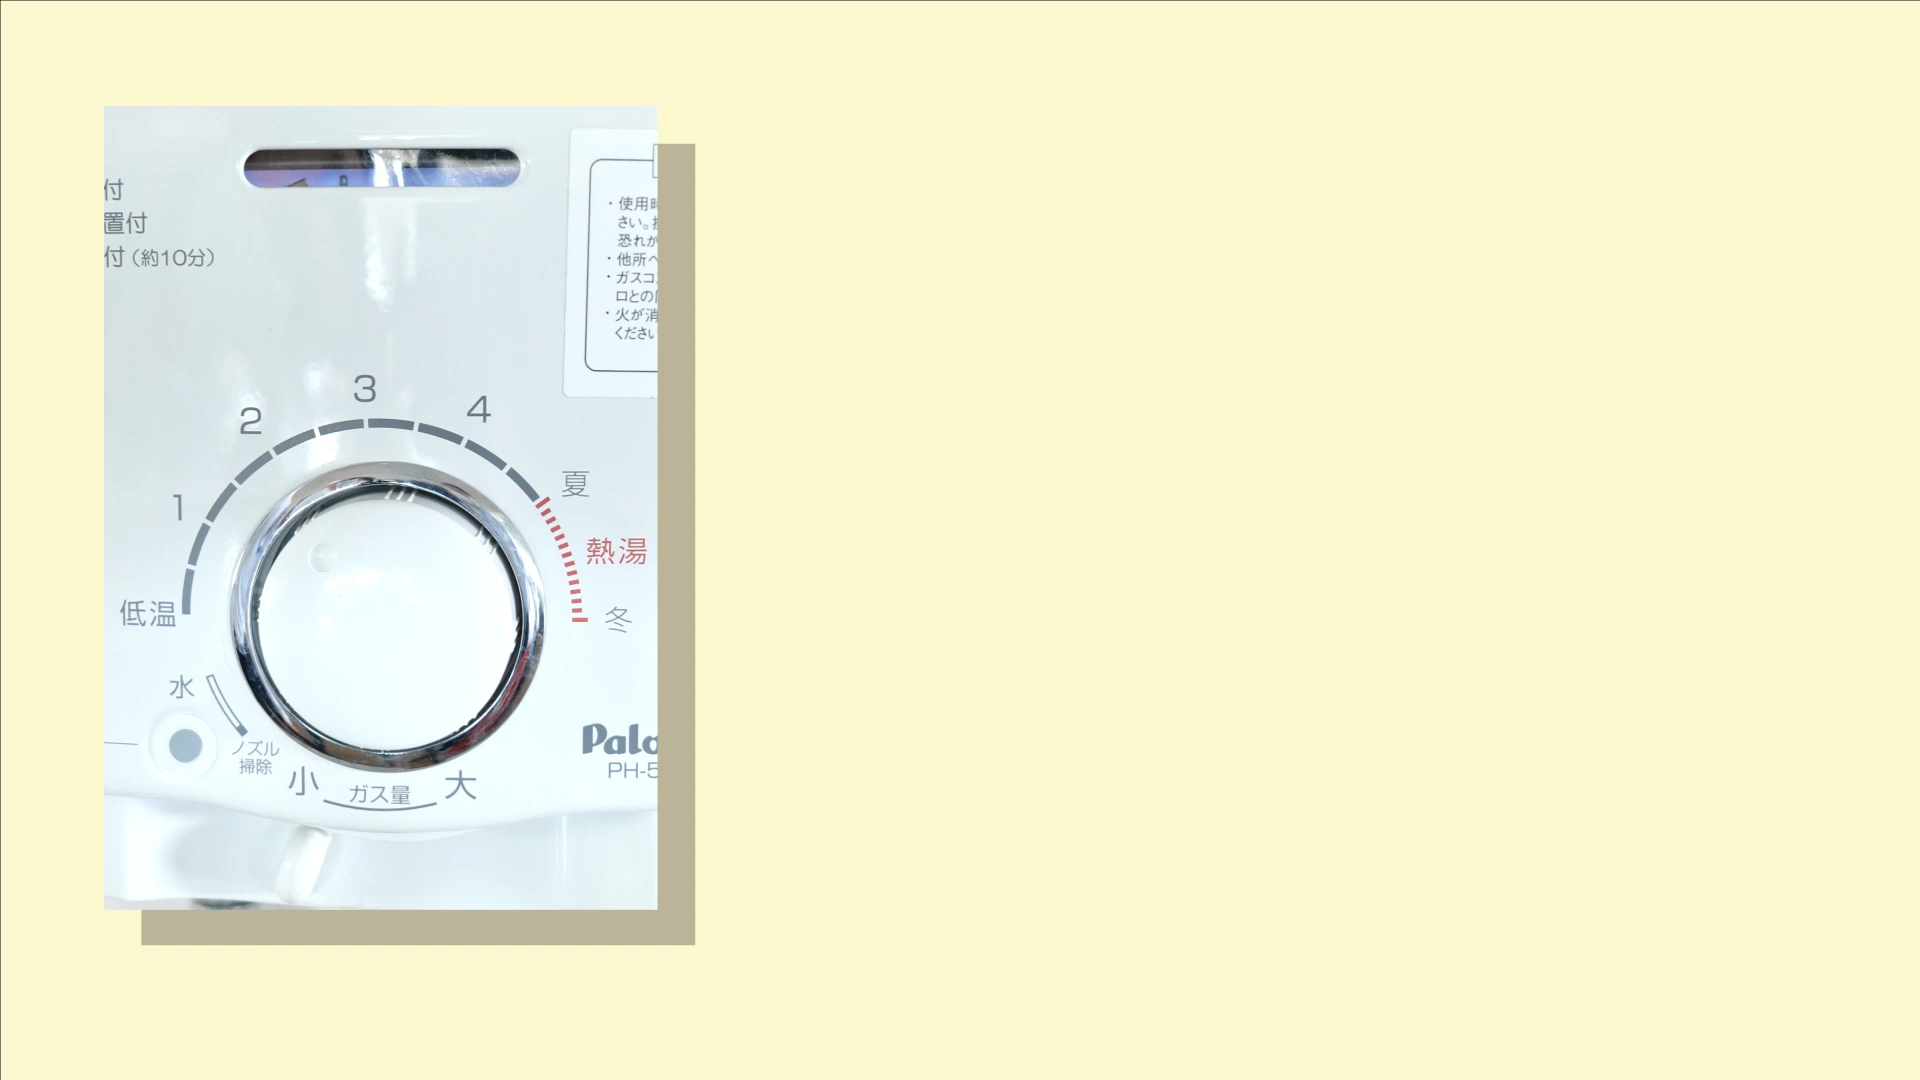 付
置付
付（約10分）
・使用時
さい。
恐れが
・他所へ
・ガスコ
ロとの
・火が消
ください
3
4
2
夏
1
熱湯
低温
冬
水
ノズル
掃除
小
ガス量
大
Palo
PH-5